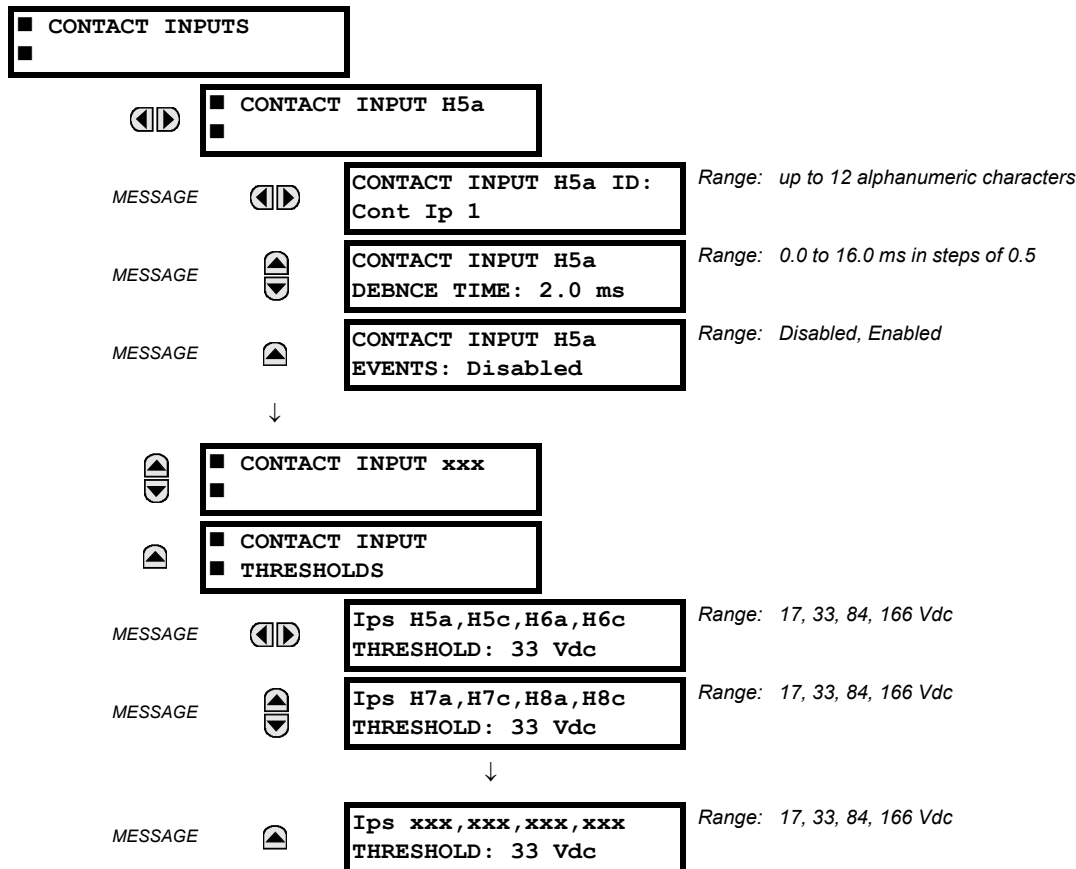 ■ CONTACT INPUTS
■
■ CONTACT INPUT H5a
■
MESSAGE
CONTACT INPUT H5a ID:
Cont Ip 1
Range: up to 12 alphanumeric characters
MESSAGE
CONTACT INPUT H5a
DEBNCE TIME: 2.0 ms
Range: 0.0 to 16.0 ms in steps of 0.5
MESSAGE
CONTACT INPUT H5a
EVENTS: Disabled
Range: Disabled, Enabled
↓
■ CONTACT INPUT xxx
■
■ CONTACT INPUT
■ THRESHOLDS
MESSAGE
Ips H5a,H5c,H6a,H6c
THRESHOLD: 33 Vdc
Range: 17, 33, 84, 166 Vdc
MESSAGE
Ips H7a,H7c,H8a,H8c
THRESHOLD: 33 Vdc
Range: 17, 33, 84, 166 Vdc
↓
MESSAGE
Ips xxx,xxx,xxx,xxx
THRESHOLD: 33 Vdc
Range: 17, 33, 84, 166 Vdc